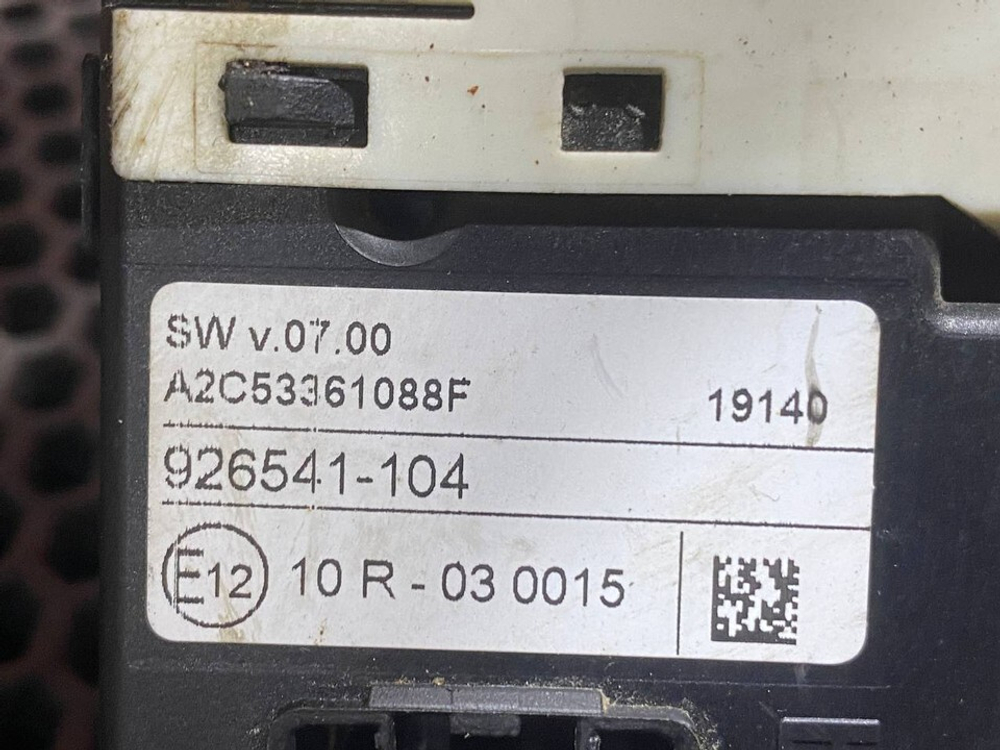 SW v.07.00
A2C53361088F 19140
926541-104
E12 10 R - 03 0015